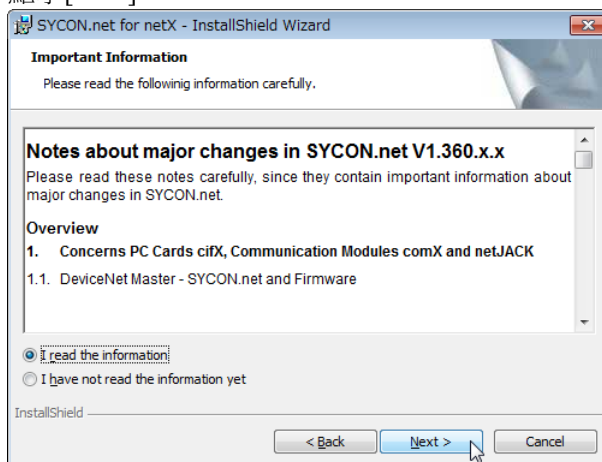 SYCON.net for netX - InstallShield Wizard
Important Information
Please read the followinig information carefully.
Notes about major changes in SYCON.net V1.360.x.x
Please read these notes carefully, since they contain important information about
major changes in SYCON.net.
Overview
1. Concerns PC Cards cifX, Communication Modules comX and netJACK
1.1. DeviceNet Master - SYCON.net and Firmware
I read the information
I have not read the information yet
InstallShield
< Back Next > Cancel